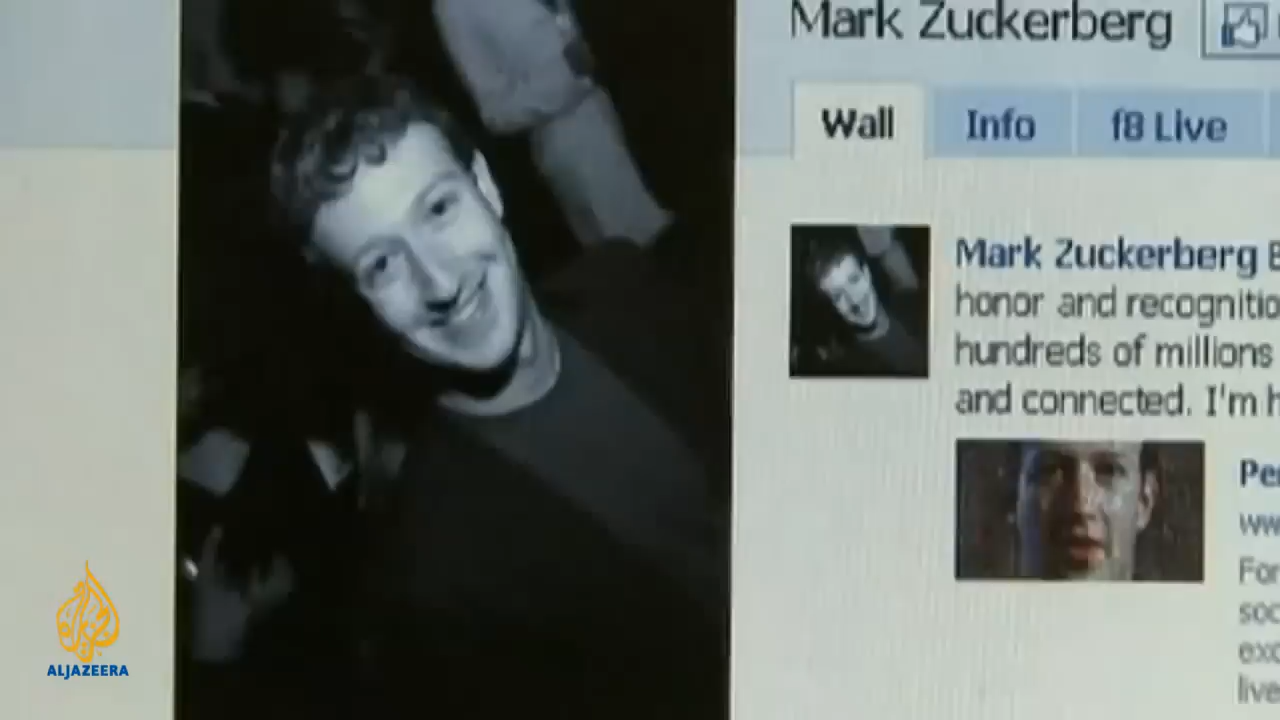 Mark Zuckerberg
Wall
Info
f8 Live
Mark Zuckerberg
honor and recognitio
hundreds of millions
and connected. I'm h
Pe
ww
For
soc
exc
live
ALJAZEERA